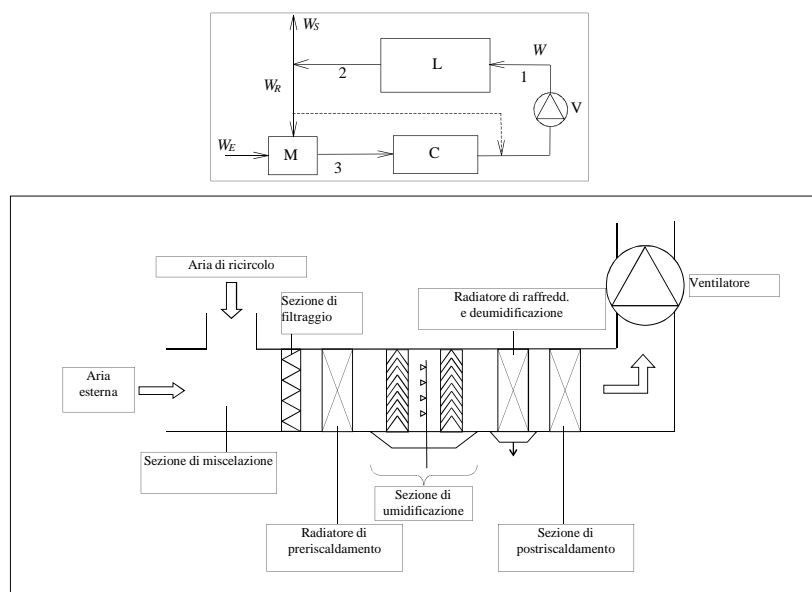 W_S
L
W
2
1
W_R
V
W_E
M
C
3
Aria di ricircolo
Sezione di
filtraggio
Radiatore di raffredd.
e deumidificazione
Ventilatore
Aria
esterna
Sezione di miscelazione
Sezione di
umidificazione
Radiatore di
preriscaldamento
Sezione di
postriscaldamento